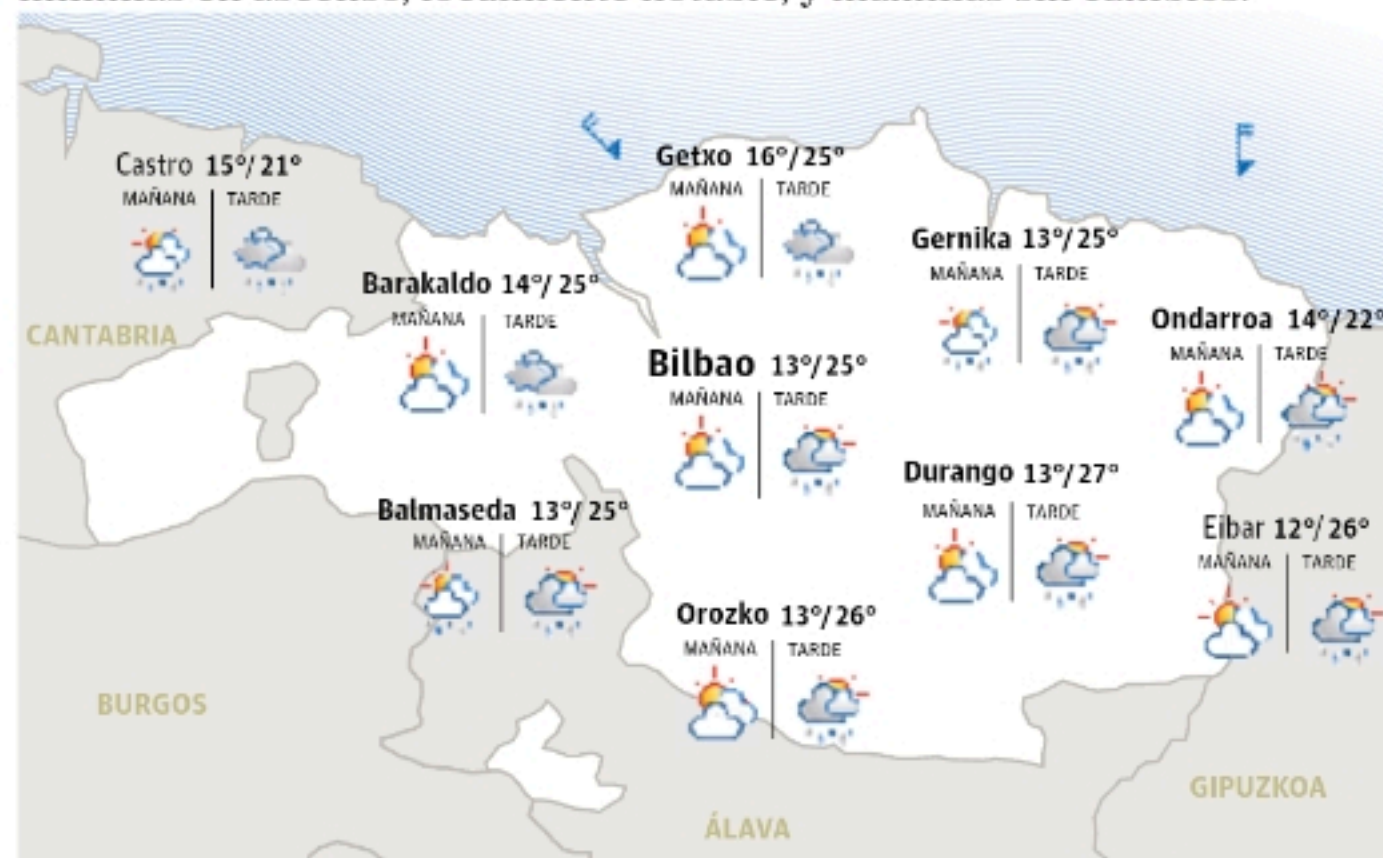 Castro 15°/21°
MAÑANA TARDE
Getxo 16°/25°
MAÑANA TARDE
Gernika 13°/25°
MAÑANA TARDE
Barakaldo 14°/25°
MAÑANA TARDE
CANTABRIA
Ondarroa 14°/22°
MAÑANA TARDE
Bilbao 13°/25°
MAÑANA TARDE
Durango 13°/27°
MAÑANA TARDE
Balmaseda 13°/25°
MAÑANA TARDE
Eibar 12°/26°
MAÑANA TARDE
Orozko 13°/26°
MAÑANA TARDE
BURGOS
GIPUZKOA
ÁLAVA